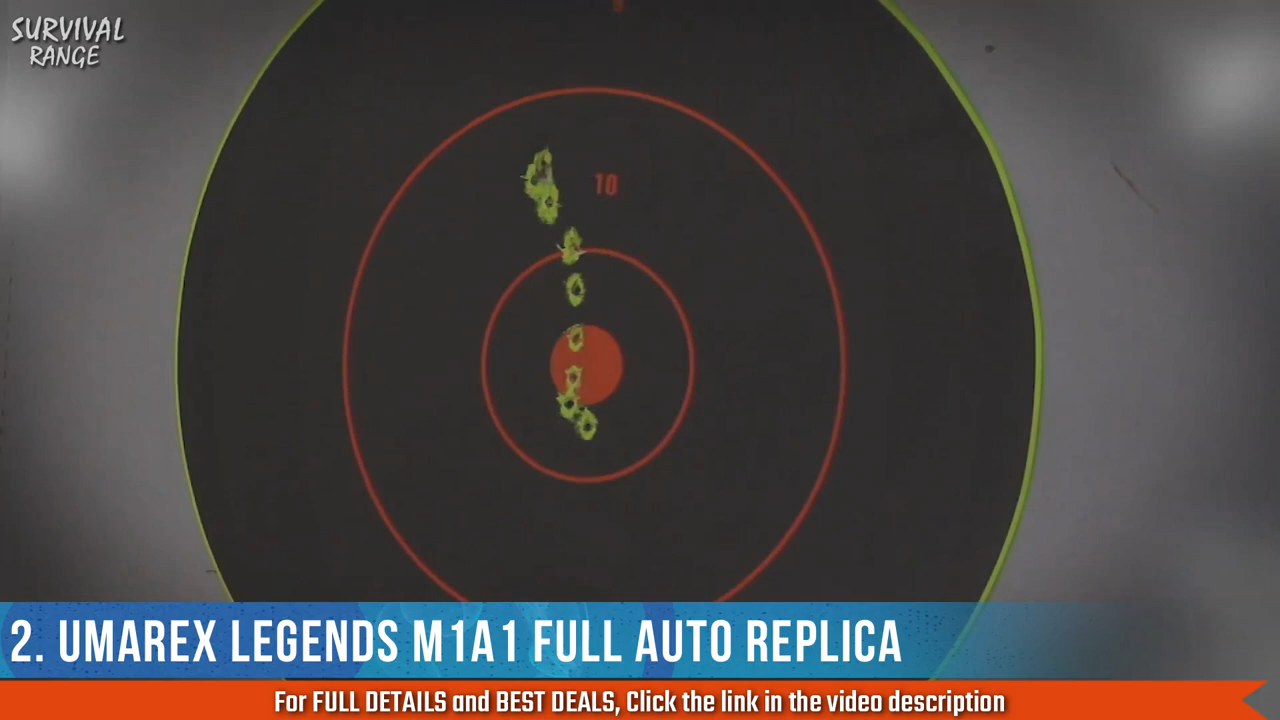 SURVIVAL
RANGE
10
2. UMAREX LEGENDS M1A1 FULL AUTO REPLICA
For FULL DETAILS and BEST DEALS, Click the link in the video description